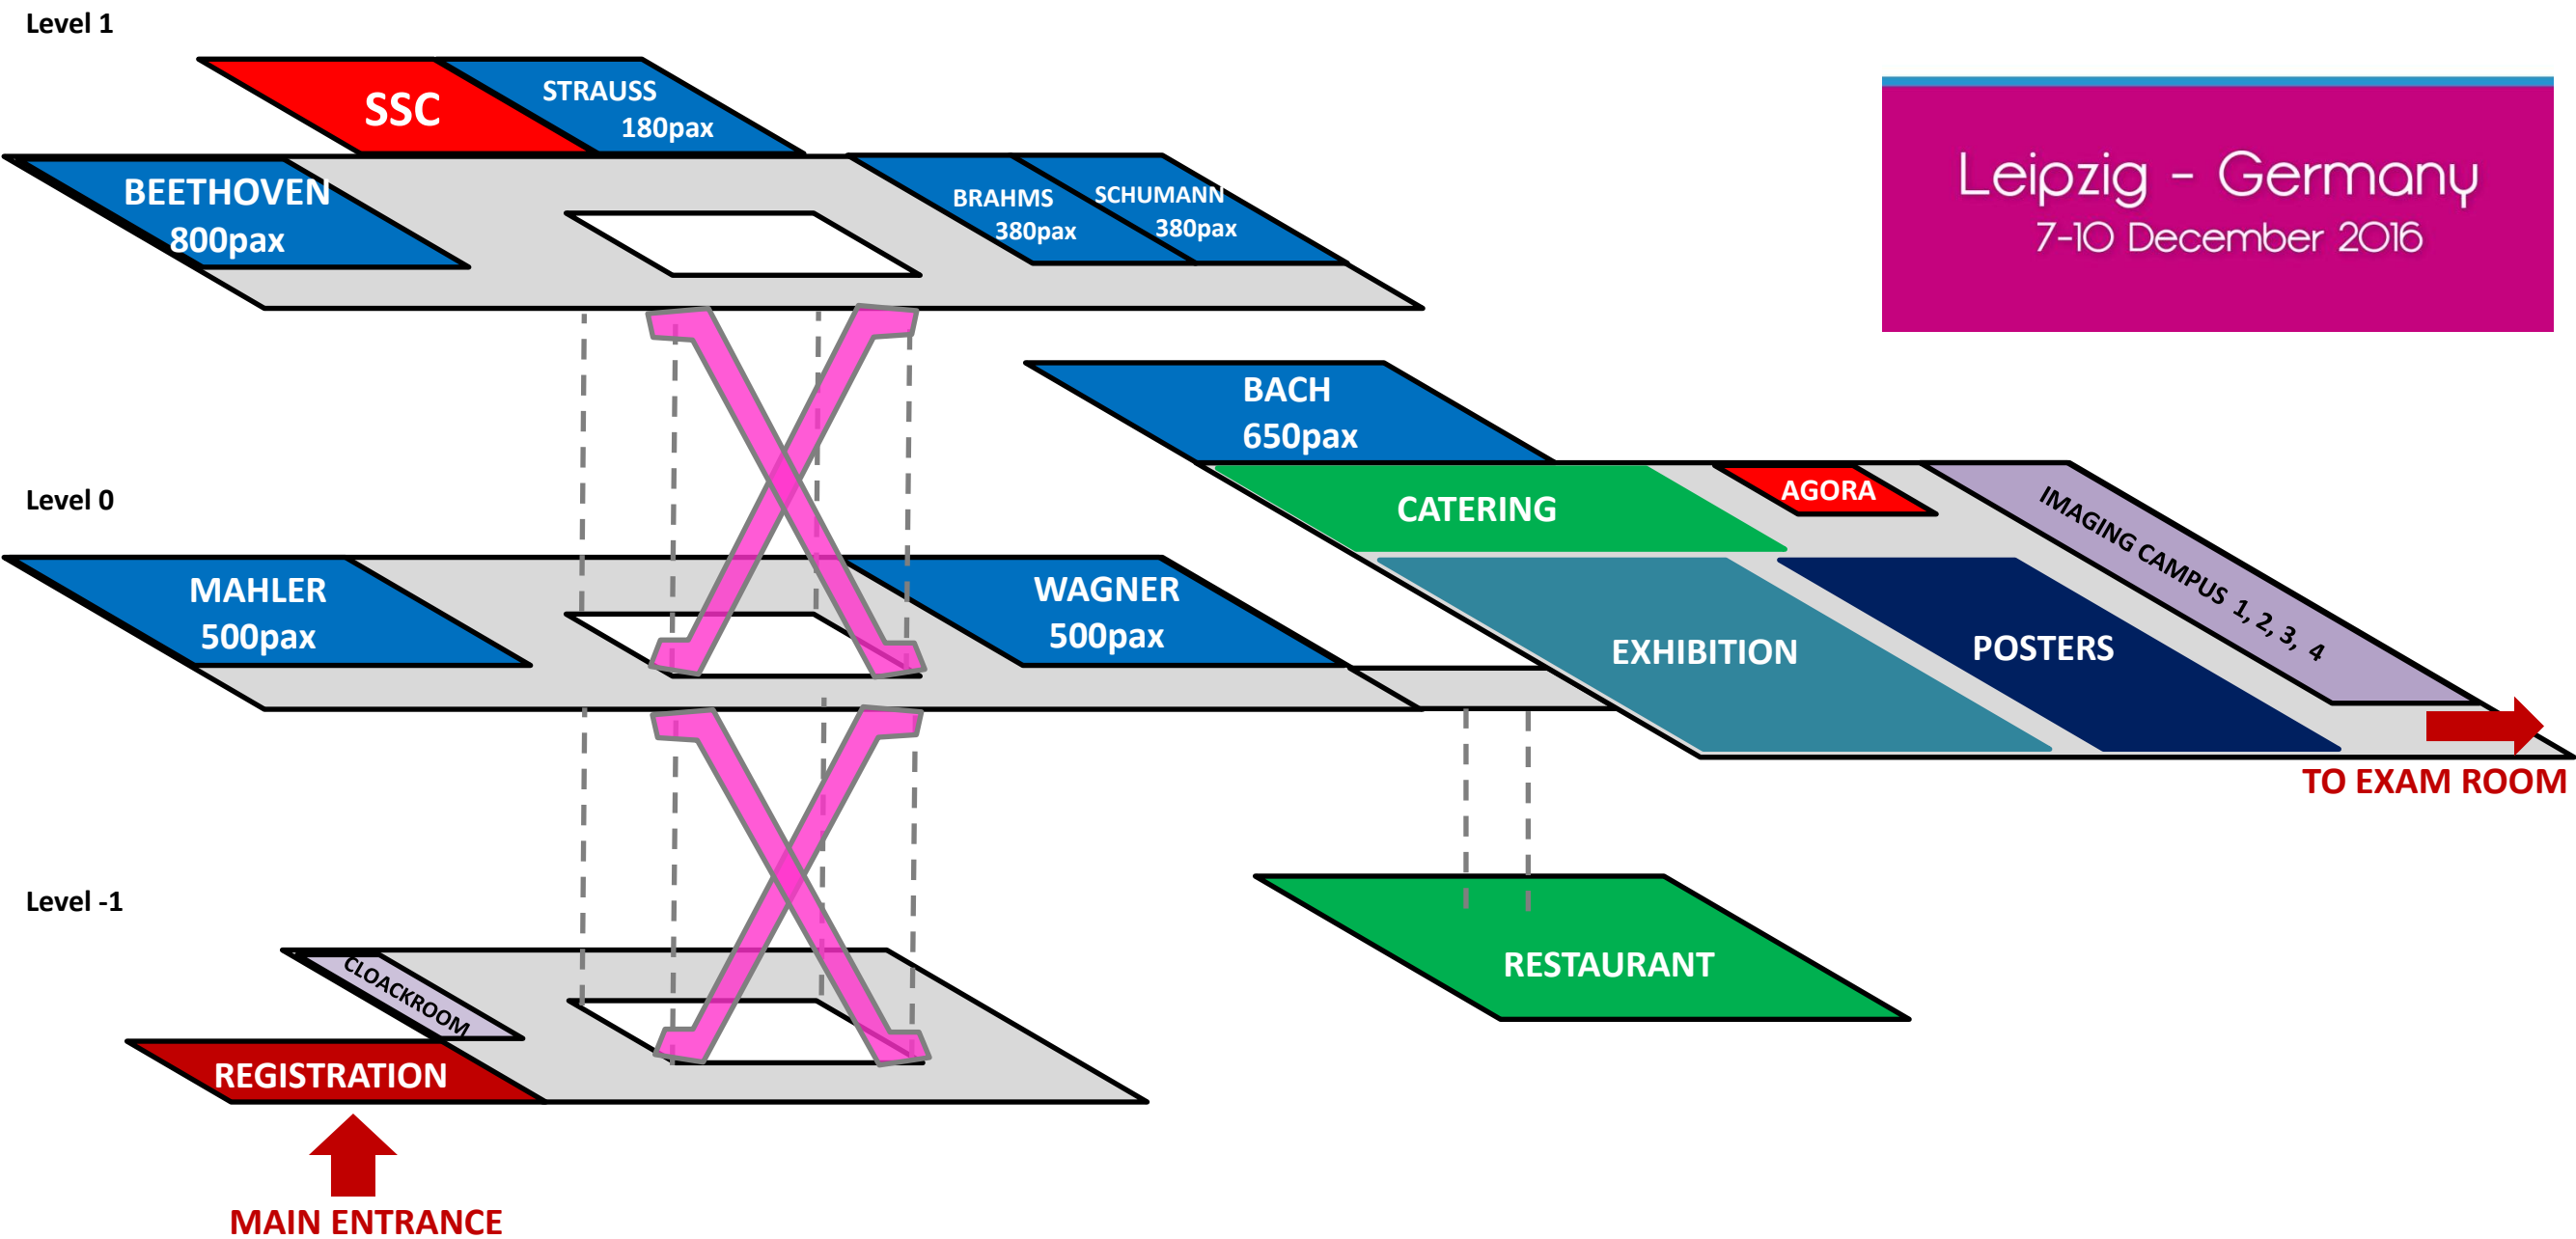 Level 1
SSC
STRAUSS
180pax
BEETHOVEN
800pax
BRAHMS
380pax
SCHUMANN
380pax
Leipzig - Germany
7-10 December 2016
BACH
650pax
Level 0
CATERING
AGORA
IMAGING CAMPUS 1, 2, 3, 4
MAHLER
500pax
WAGNER
500pax
EXHIBITION
POSTERS
TO EXAM ROOM
Level -1
CLOACKROOM
RESTAURANT
REGISTRATION
MAIN ENTRANCE